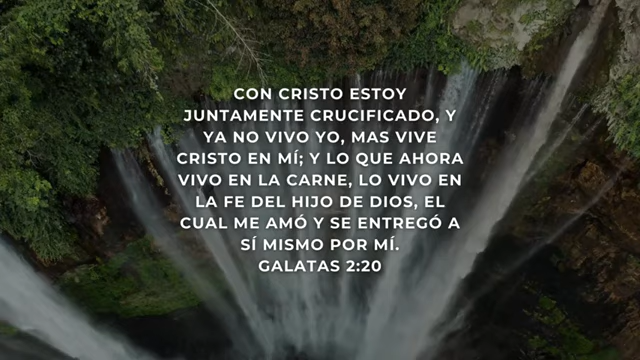 CON CRISTO ESTOY
JUNTAMENTE CRUCIFICADO, Y
YA NO VIVO YO, MAS VIVE
CRISTO EN MÍ; Y LO QUE AHORA
VIVO EN LA CARNE, LO VIVO EN
LA FE DEL HIJO DE DIOS, EL
CUAL ME AMÓ Y SE ENTREGÓ A
SÍ MISMO POR MÍ.
GALATAS 2:20